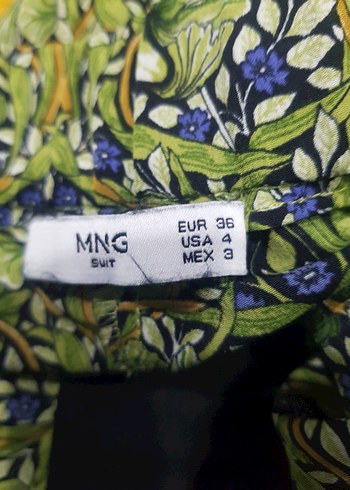 MNG
SUIT
EUR 36
USA 4
MEX 3